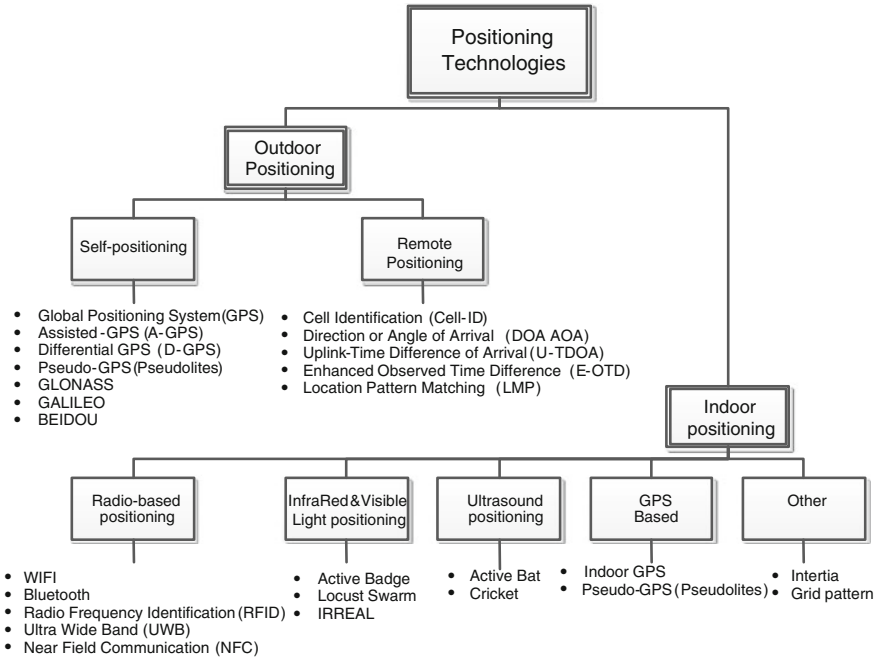 Positioning
Technologies
Outdoor
Positioning
Self-positioning
Remote
Positioning
• Global Positioning System(GPS)
• Assisted-GPS (A-GPS)
• Differential GPS (D-GPS)
• Pseudo-GPS(Pseudolites)
• GLONASS
• GALILEO
• BEIDOU
• Cell Identification (Cell-ID)
• Direction or Angle of Arrival (DOA AOA)
• Uplink-Time Difference of Arrival(U-TDOA)
• Enhanced Observed Time Difference (E-OTD)
• Location Pattern Matching (LMP)
Indoor
positioning
Radio-based
positioning
InfraRed&Visible
Light positioning
Ultrasound
positioning
GPS
Based
Other
• WIFI
• Bluetooth
• Radio Frequency Identification(RFID)
• Ultra Wide Band (UWB)
• Near Field Communication (NFC)
• Active Badge
• Locust Swarm
• IRREAL
• Active Bat
• Cricket
• Indoor GPS
• Pseudo-GPS(Pseudolites)
• Intertia
• Grid pattern